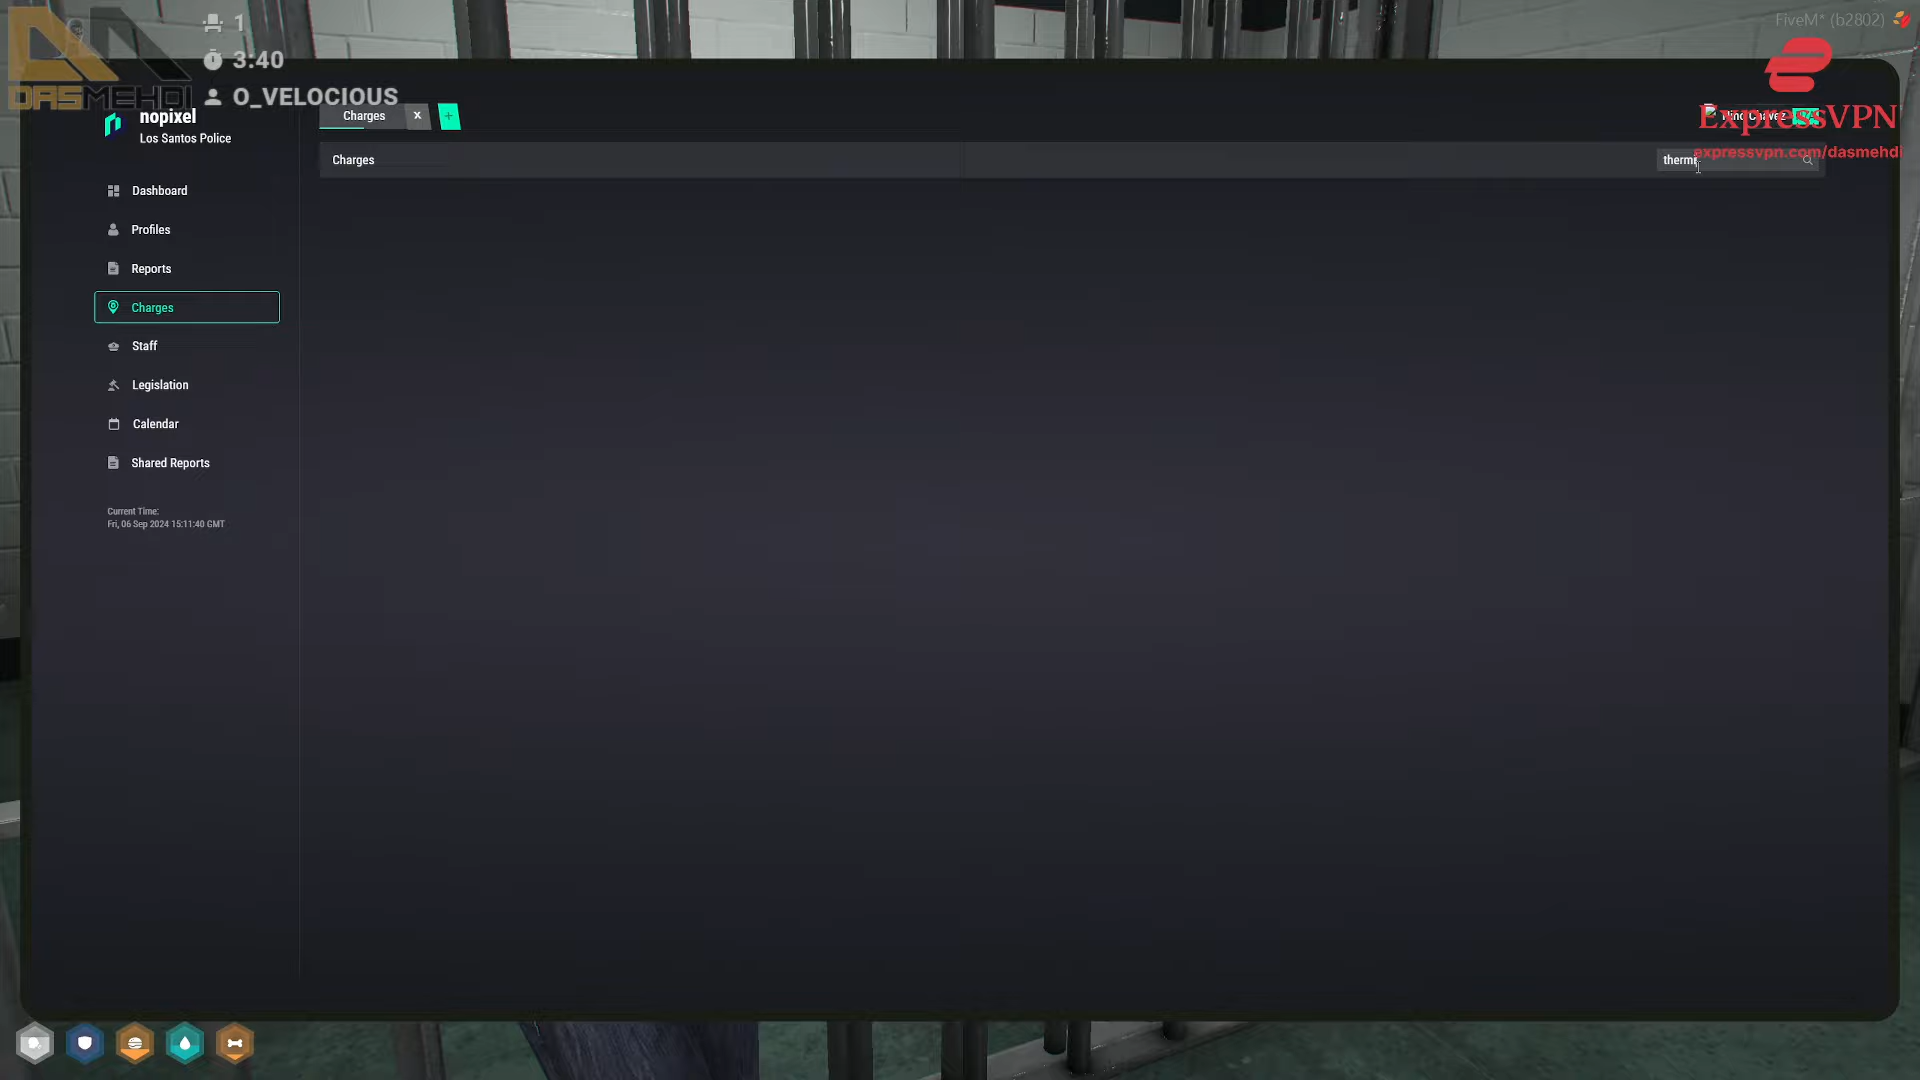 1
FiveM* (b2802)
3:40
O_VELOCIOUS
DASMEHDI
nopixel
Los Santos Police
Charges x +
ExpressVPN
expressvpn.com/dasmehdi
Charges
therm
Dashboard
Profiles
Reports
Charges
Staff
Legislation
Calendar
Shared Reports
Current Time:
Fri, 06 Sep 2024 15:11:40 GMT